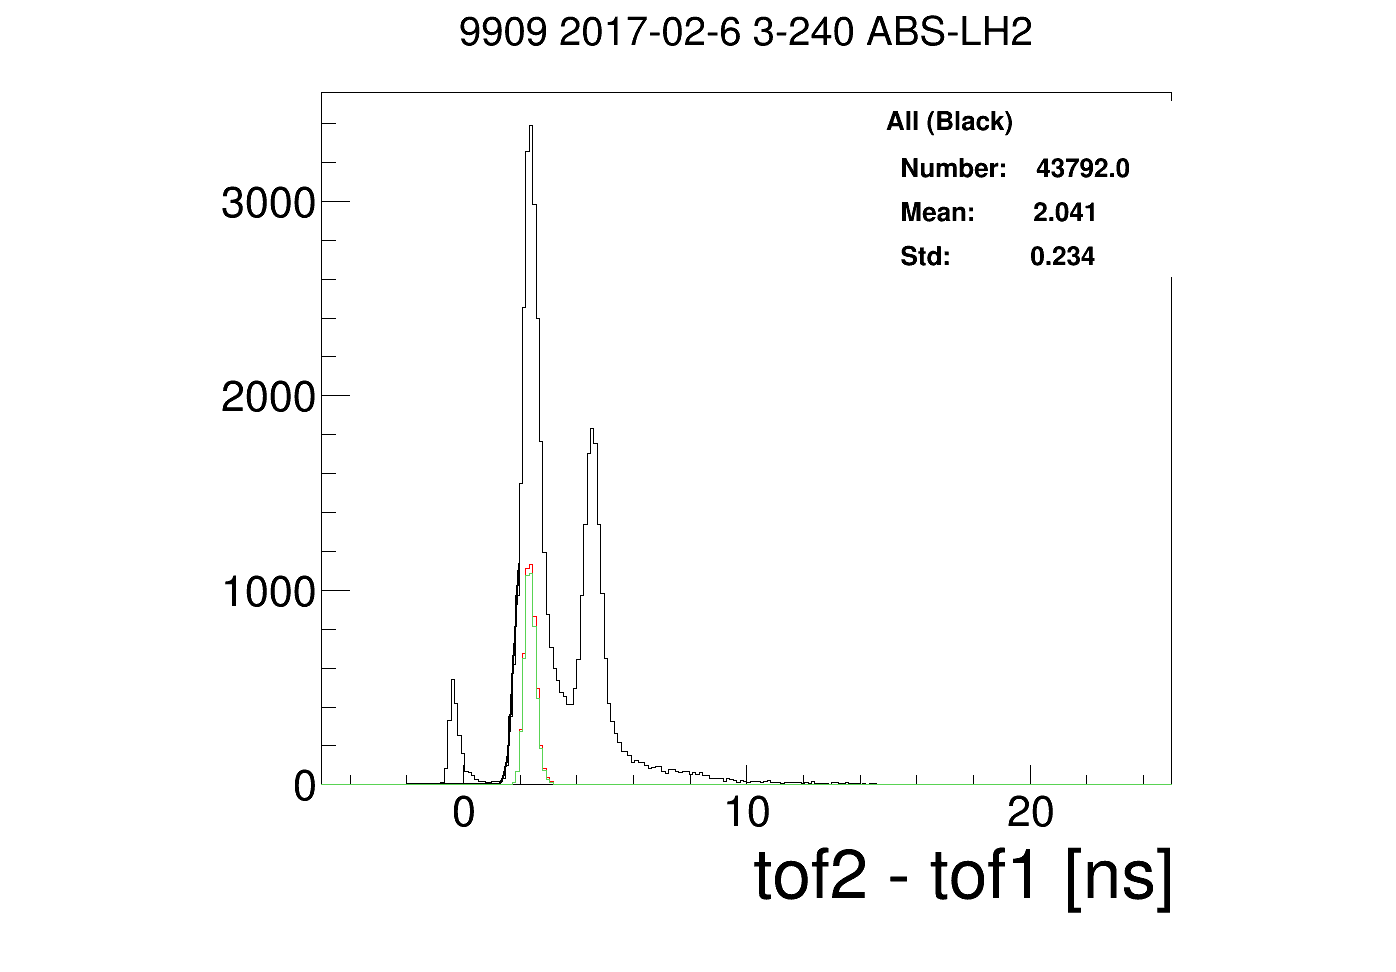 9909 2017-02-6 3-240 ABS-LH2
All (Black)
Number: 43792.0
Mean: 2.041
Std: 0.234
3000
2000
1000
0
0 10 20
tof2 - tof1 [ns]